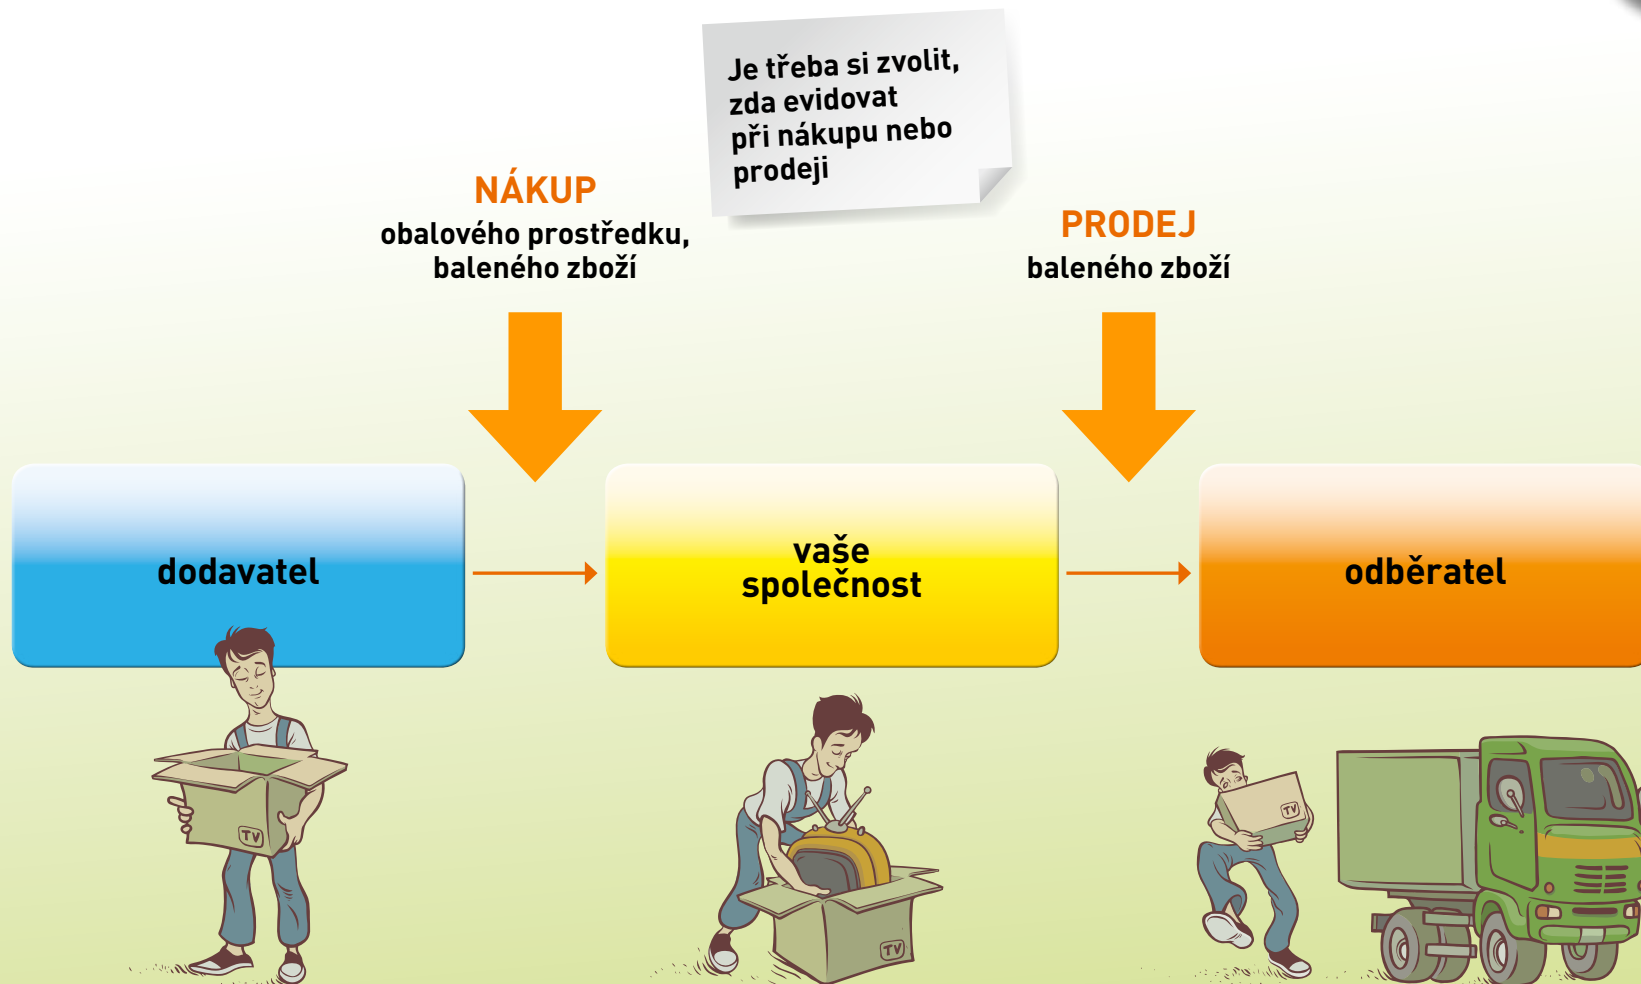 Je třeba si zvolit,
zda evidovat
při nákupu nebo
prodeji
NÁKUP
obalového prostředku,
baleného zboží
PRODEJ
baleného zboží
dodavatel
vaše
společnost
odběratel
TV
TV
TV